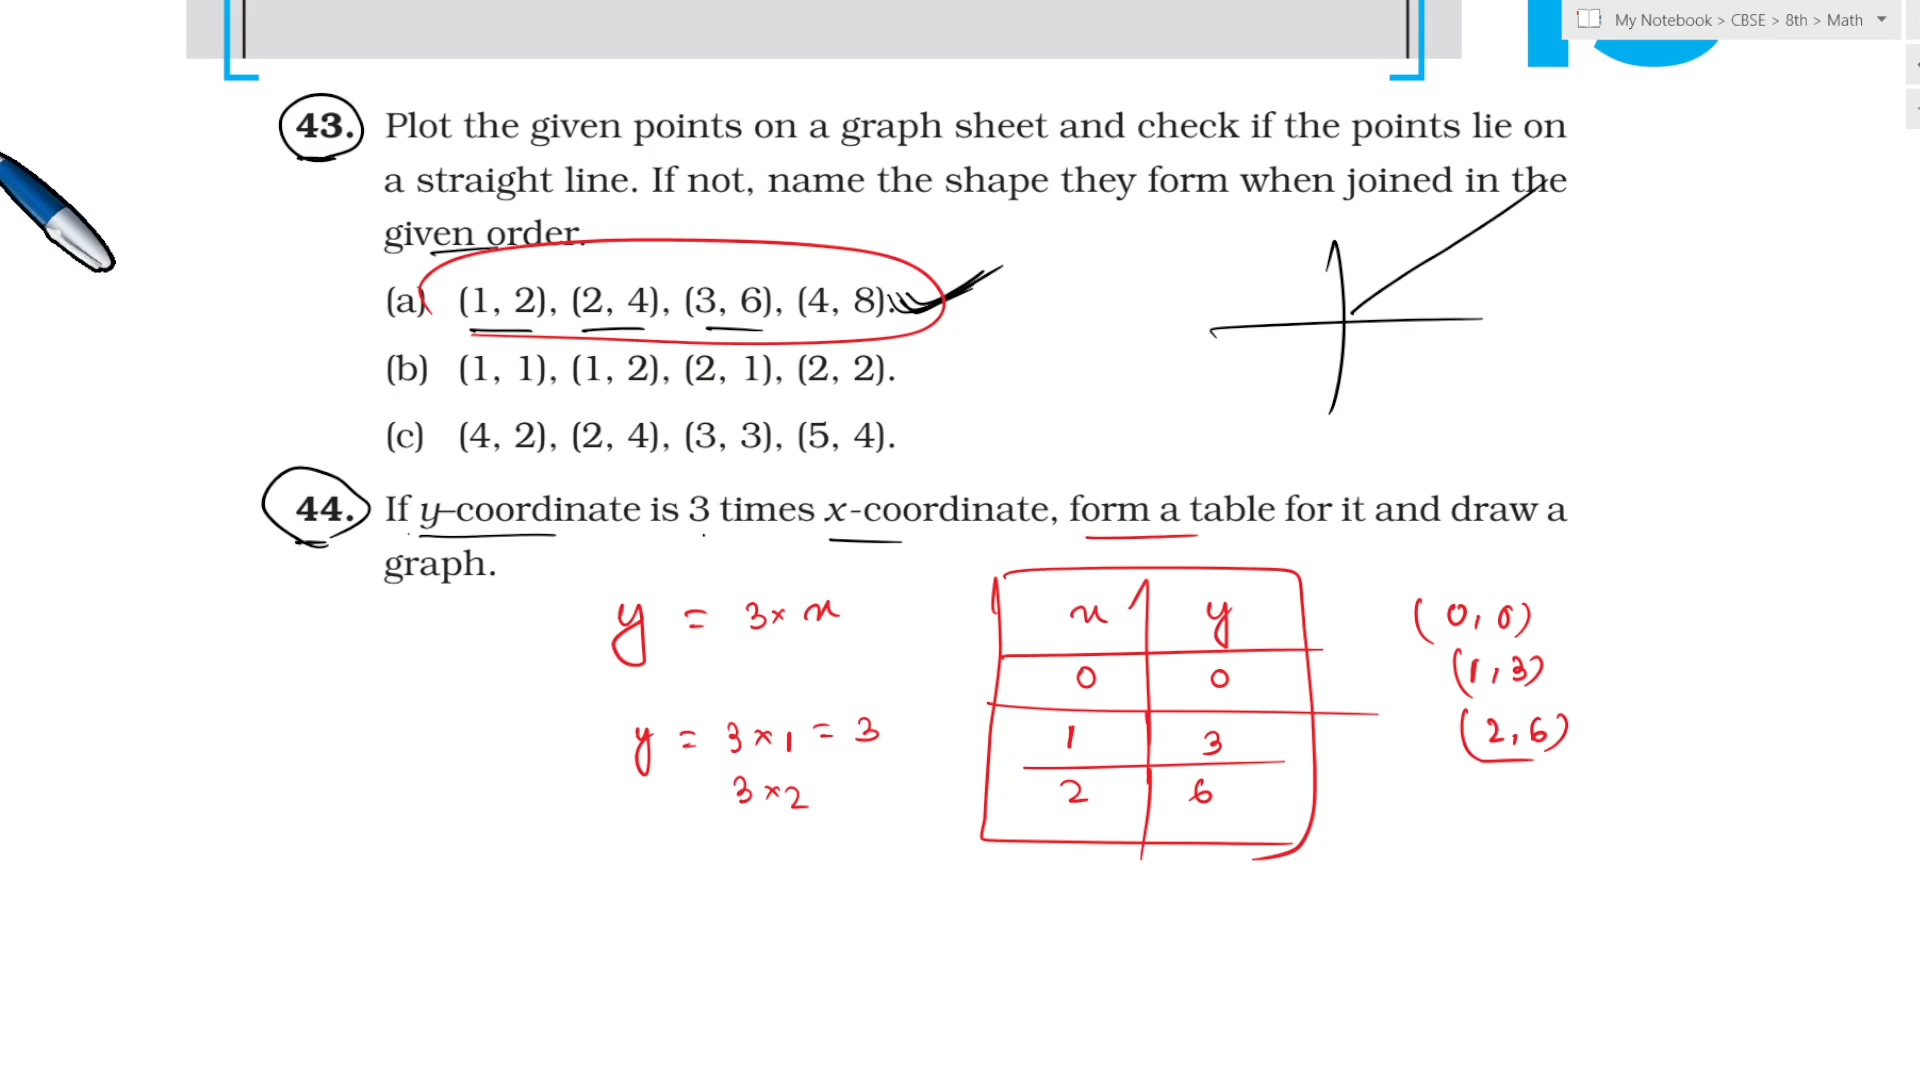 My Notebook > CBSE > 8th > Math
43. Plot the given points on a graph sheet and check if the points lie on
a straight line. If not, name the shape they form when joined in the
given order.
(a) (1, 2), (2, 4), (3, 6), (4, 8).
(b) (1, 1), (1, 2), (2, 1), (2, 2).
(c) (4, 2), (2, 4), (3, 3), (5, 4).
44. If y-coordinate is 3 times x-coordinate, form a table for it and draw a
graph.
y = 3 × x
x y
0 0
1 3
2 6
(0, 0)
(1, 3)
(2, 6)
y = 3 × 1 = 3
3 × 2